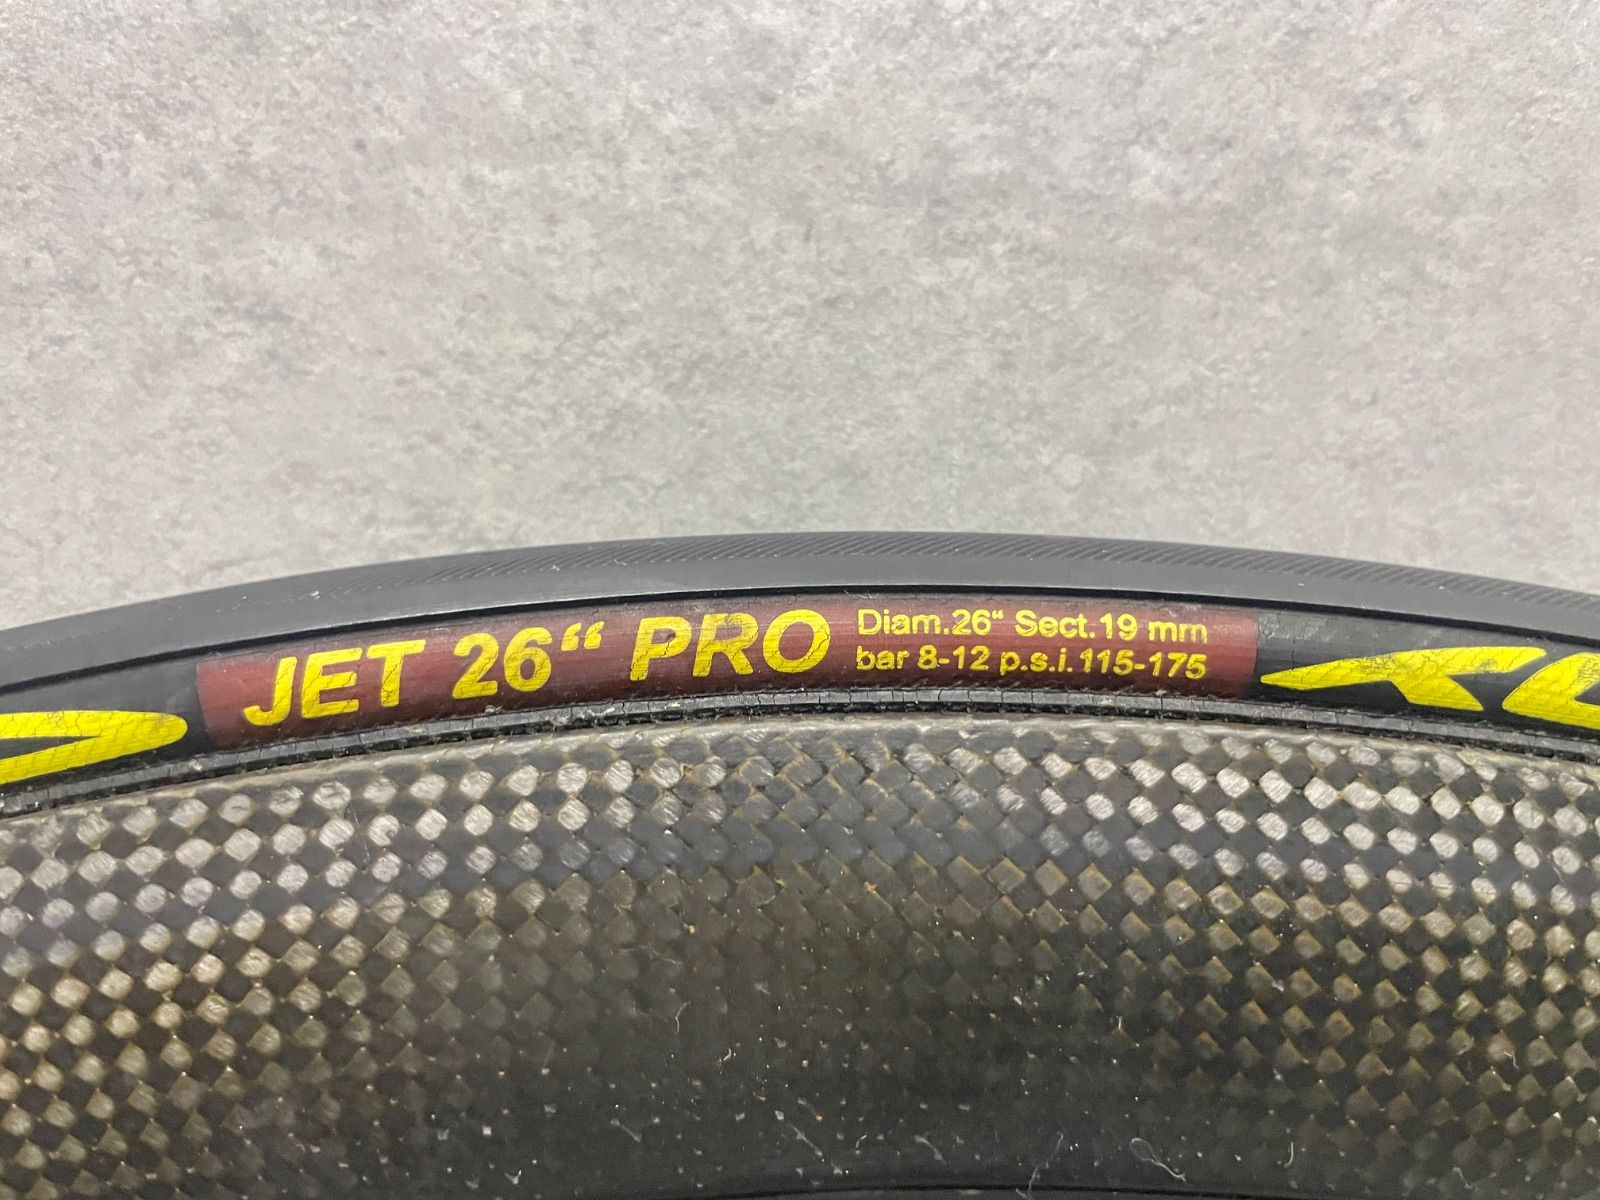 JET 26“ PRO
Diam.26“ Sect.19 mm
bar 8-12 p.s.i.115-175